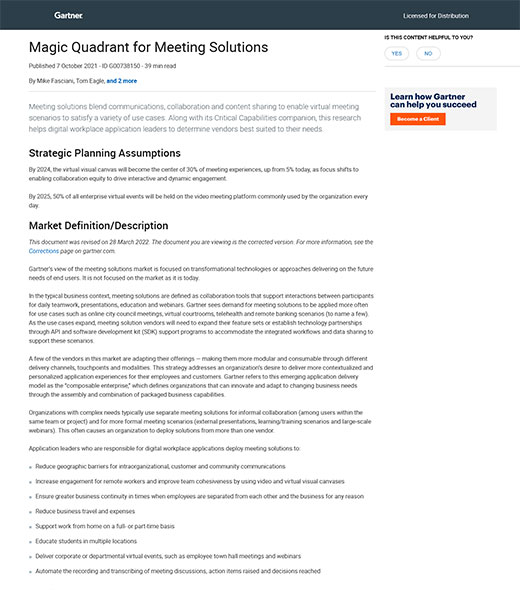 Gartner.
Licensed for Distribution
Magic Quadrant for Meeting Solutions
Published 7 October 2021 - ID G00738150 - 39 min read
By Mike Fasciani, Tom Eagle, and 2 more
IS THIS CONTENT HELPFUL TO YOU?
YES
NO
Learn how Gartner
can help you succeed
Become a Client
Meeting solutions blend communications, collaboration and content sharing to enable virtual meeting
scenarios to satisfy a variety of use cases. Along with its Critical Capabilities companion, this research
helps digital workplace application leaders to determine vendors best suited to their needs.
Strategic Planning Assumptions
By 2024, the virtual visual canvas will become the center of 30% of meeting experiences, up from 5% today, as focus shifts to
enabling collaboration equity to drive interactive and dynamic engagement.
By 2025, 50% of all enterprise virtual events will be held on the video meeting platform commonly used by the organization every
day.
Market Definition/Description
This document was revised on 28 March 2022. The document you are viewing is the corrected version. For more information, see the
Corrections page on gartner.com.
Gartner's view of the meeting solutions market is focused on transformational technologies or approaches delivering on the future
needs of end users. It is not focused on the market as it is today.
In the typical business context, meeting solutions are defined as collaboration tools that support interactions between participants
for daily teamwork, presentations, education and webinars. Gartner sees demand for meeting solutions to be applied more often
for use cases such as online city council meetings, virtual courtrooms, telehealth and remote banking scenarios (to name a few).
As the use cases expand, meeting solution vendors will need to expand their feature sets or establish technology partnerships
through API and software development kit (SDK) support programs to accommodate the integrated workflows and data sharing to
support these scenarios.
A few of the vendors in this market are adapting their offerings — making them more modular and consumable through different
delivery channels, touchpoints and modalities. This strategy addresses an organization's desire to deliver more contextualized and
personalized application experiences for their employees and customers. Gartner refers to this emerging application delivery
model as the "composable enterprise," which defines organizations that can innovate and adapt to changing business needs
through the assembly and combination of packaged business capabilities.
Organizations with complex needs typically use separate meeting solutions for informal collaboration (among users within the
same team or project) and for more formal meeting scenarios (external presentations, learning/training scenarios and large-scale
webinars). This often causes an organization to deploy solutions from more than one vendor.
Application leaders who are responsible for digital workplace applications deploy meeting solutions to:
Reduce geographic barriers for intraorganizational, customer and community communications
Increase engagement for remote workers and improve team cohesiveness by using video and virtual visual canvases
Ensure greater business continuity in times when employees are separated from each other and the business for any reason
Reduce business travel and expenses
Support work from home on a full- or part-time basis
Educate students in multiple locations
Deliver corporate or departmental virtual events, such as employee town hall meetings and webinars
Automate the recording and transcribing of meeting discussions, action items raised and decisions reached